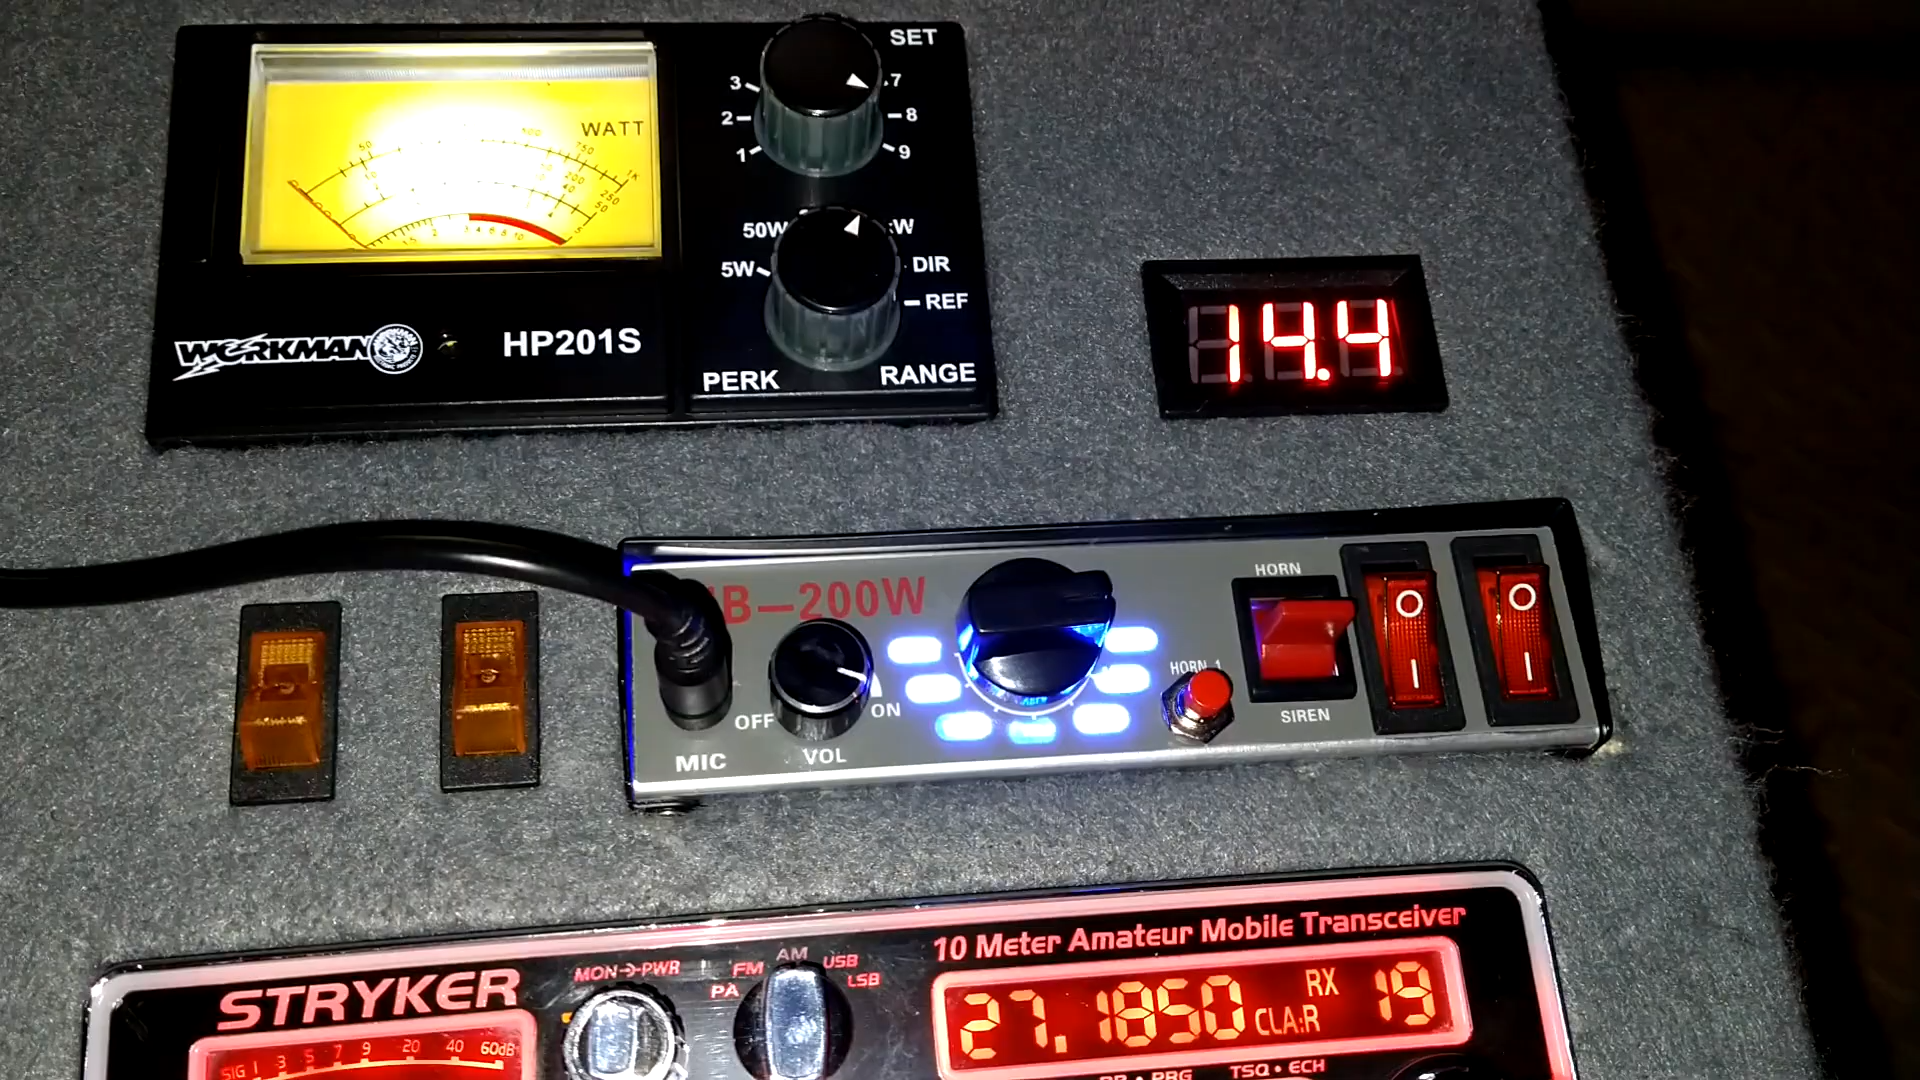 SET
WATT
3
7
2
8
1
9
50W
5W
DIR
REF
WORKMAN
HP201S
PERK
RANGE
14.4
B-200W
HORN
HORN 1
OFF
ON
SIREN
MIC
VOL
10 Meter Amateur Mobile Transceiver
STRYKER
MON PWR
PA FM AM USB LSB
27.1850 CLA:R RX 19
SIG 1 3 5 7 9 20 40 60dB
TSQ • ECH